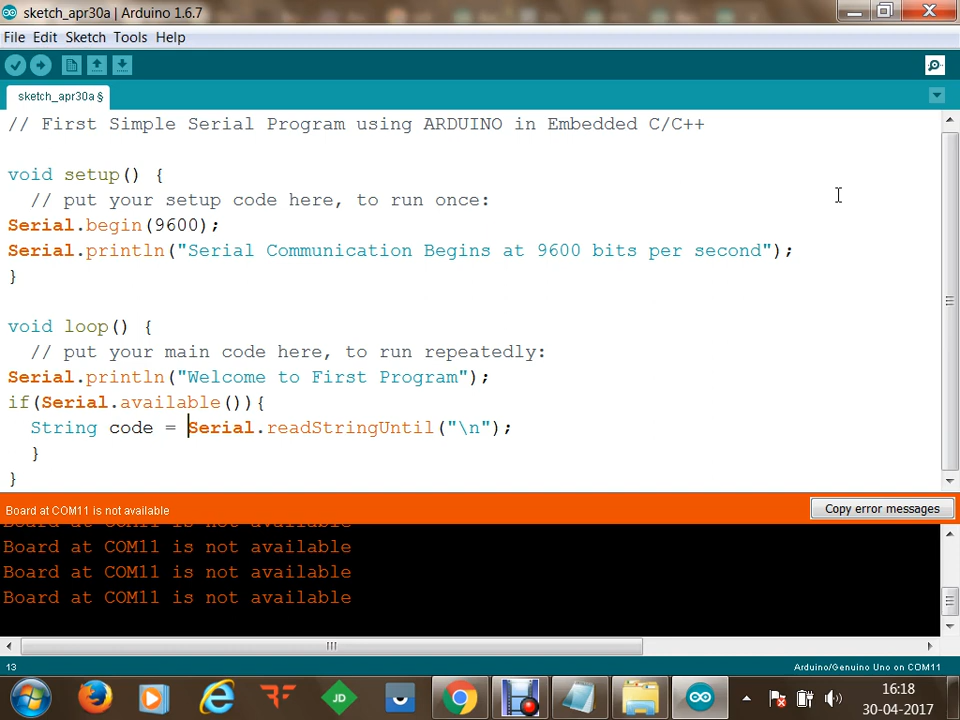 sketch_apr30a | Arduino 1.6.7
File Edit Sketch Tools Help
sketch_apr30a §
// First Simple Serial Program using ARDUINO in Embedded C/C++
void setup() {
// put your setup code here, to run once:
Serial.begin(9600);
Serial.println("Serial Communication Begins at 9600 bits per second");
}
void loop() {
// put your main code here, to run repeatedly:
Serial.println("Welcome to First Program");
if(Serial.available()){
String code = Serial.readStringUntil("\n");
}
}
Board at COM11 is not available
Copy error messages
Board at COM11 is not available
Board at COM11 is not available
Board at COM11 is not available
Board at COM11 is not available
13
Arduino/Genuino Uno on COM11
JD
16:18
30-04-2017